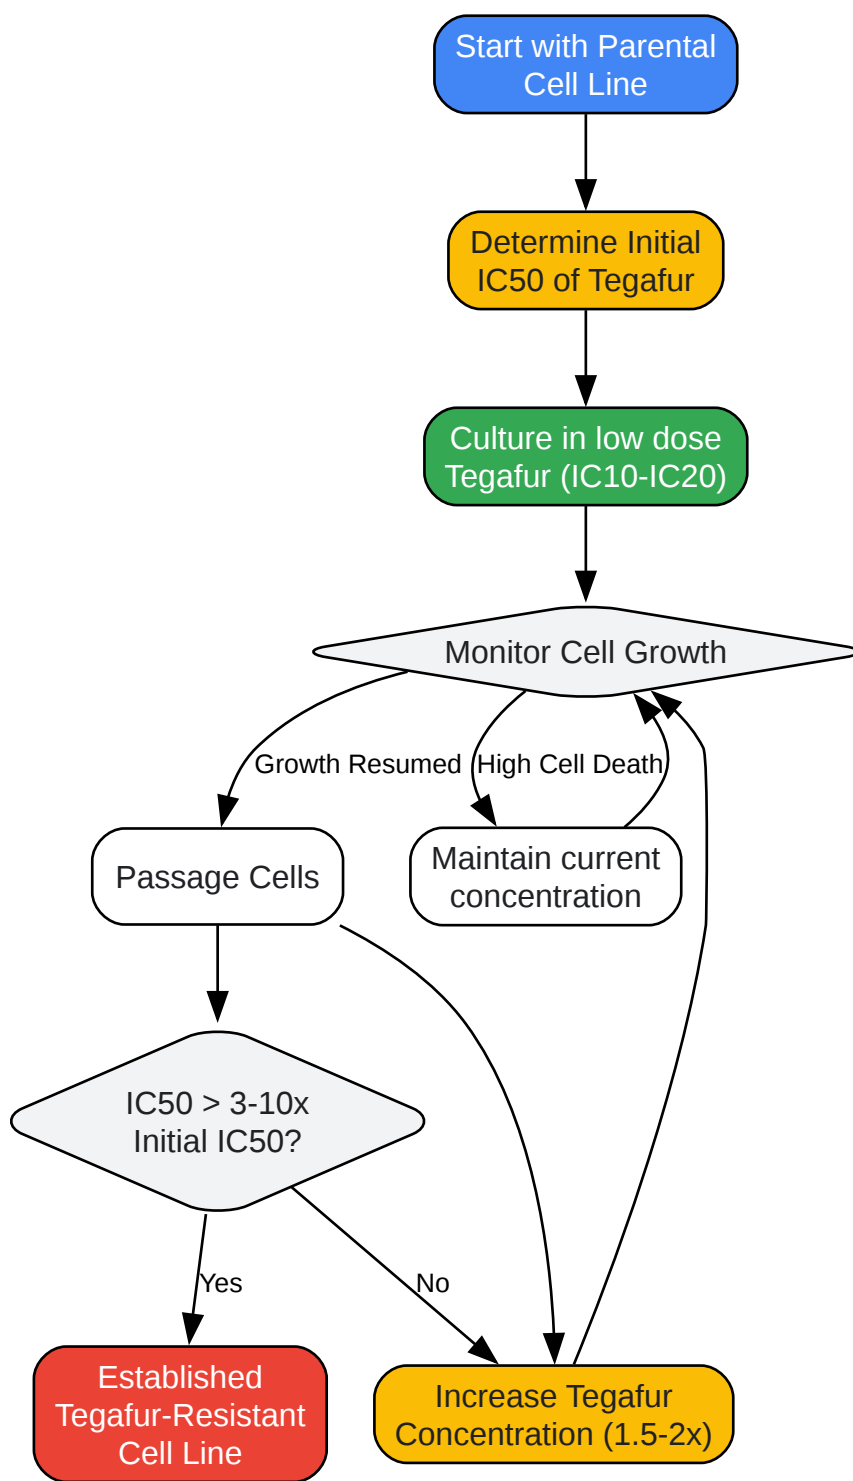 Start with Parental
Cell Line
Determine Initial
IC50 of Tegafur
Culture in low dose
Tegafur (IC10-IC20)
Monitor Cell Growth
Growth Resumed
High Cell Death
Passage Cells
Maintain current
concentration
IC50 > 3-10x
Initial IC50?
Yes
No
Established
Tegafur-Resistant
Cell Line
Increase Tegafur
Concentration (1.5-2x)